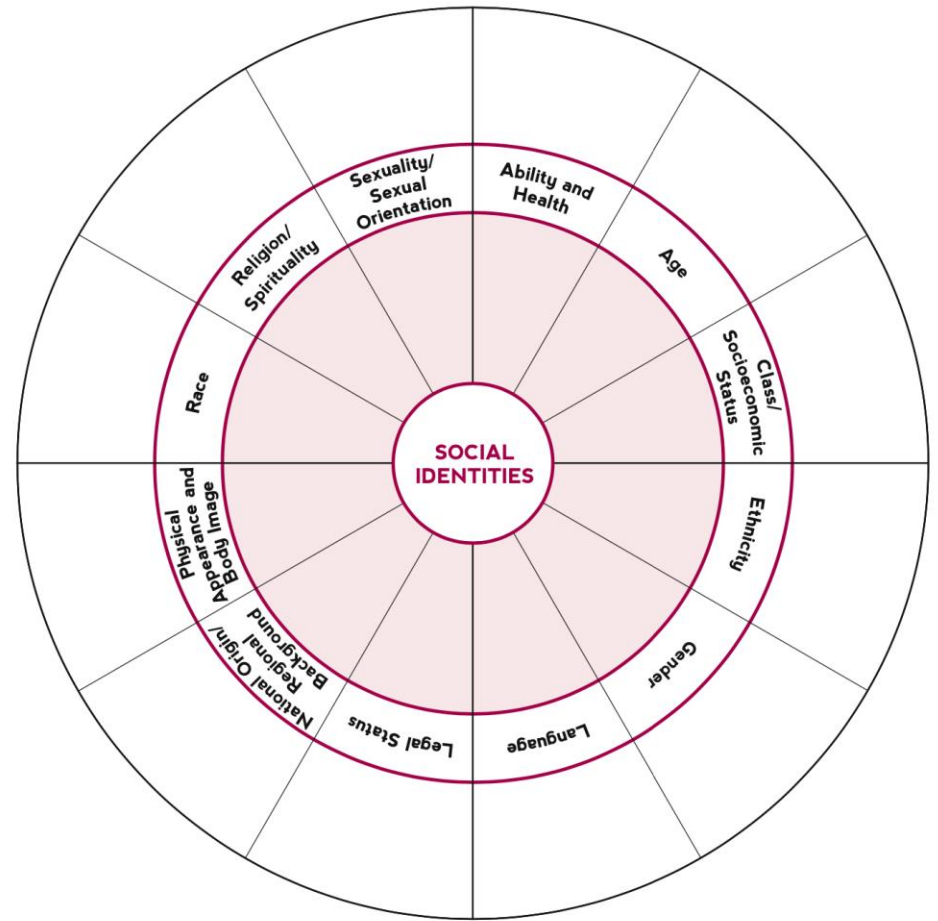 SOCIAL
IDENTITIES
Ability and
Health
Age
Class/
Socioeconomic
Status
Ethnicity
Gender
Language
Legal Status
National Origin/
Regional
Background
Physical
Appearance and
Body Image
Race
Religion/
Spirituality
Sexuality/
Sexual
Orientation